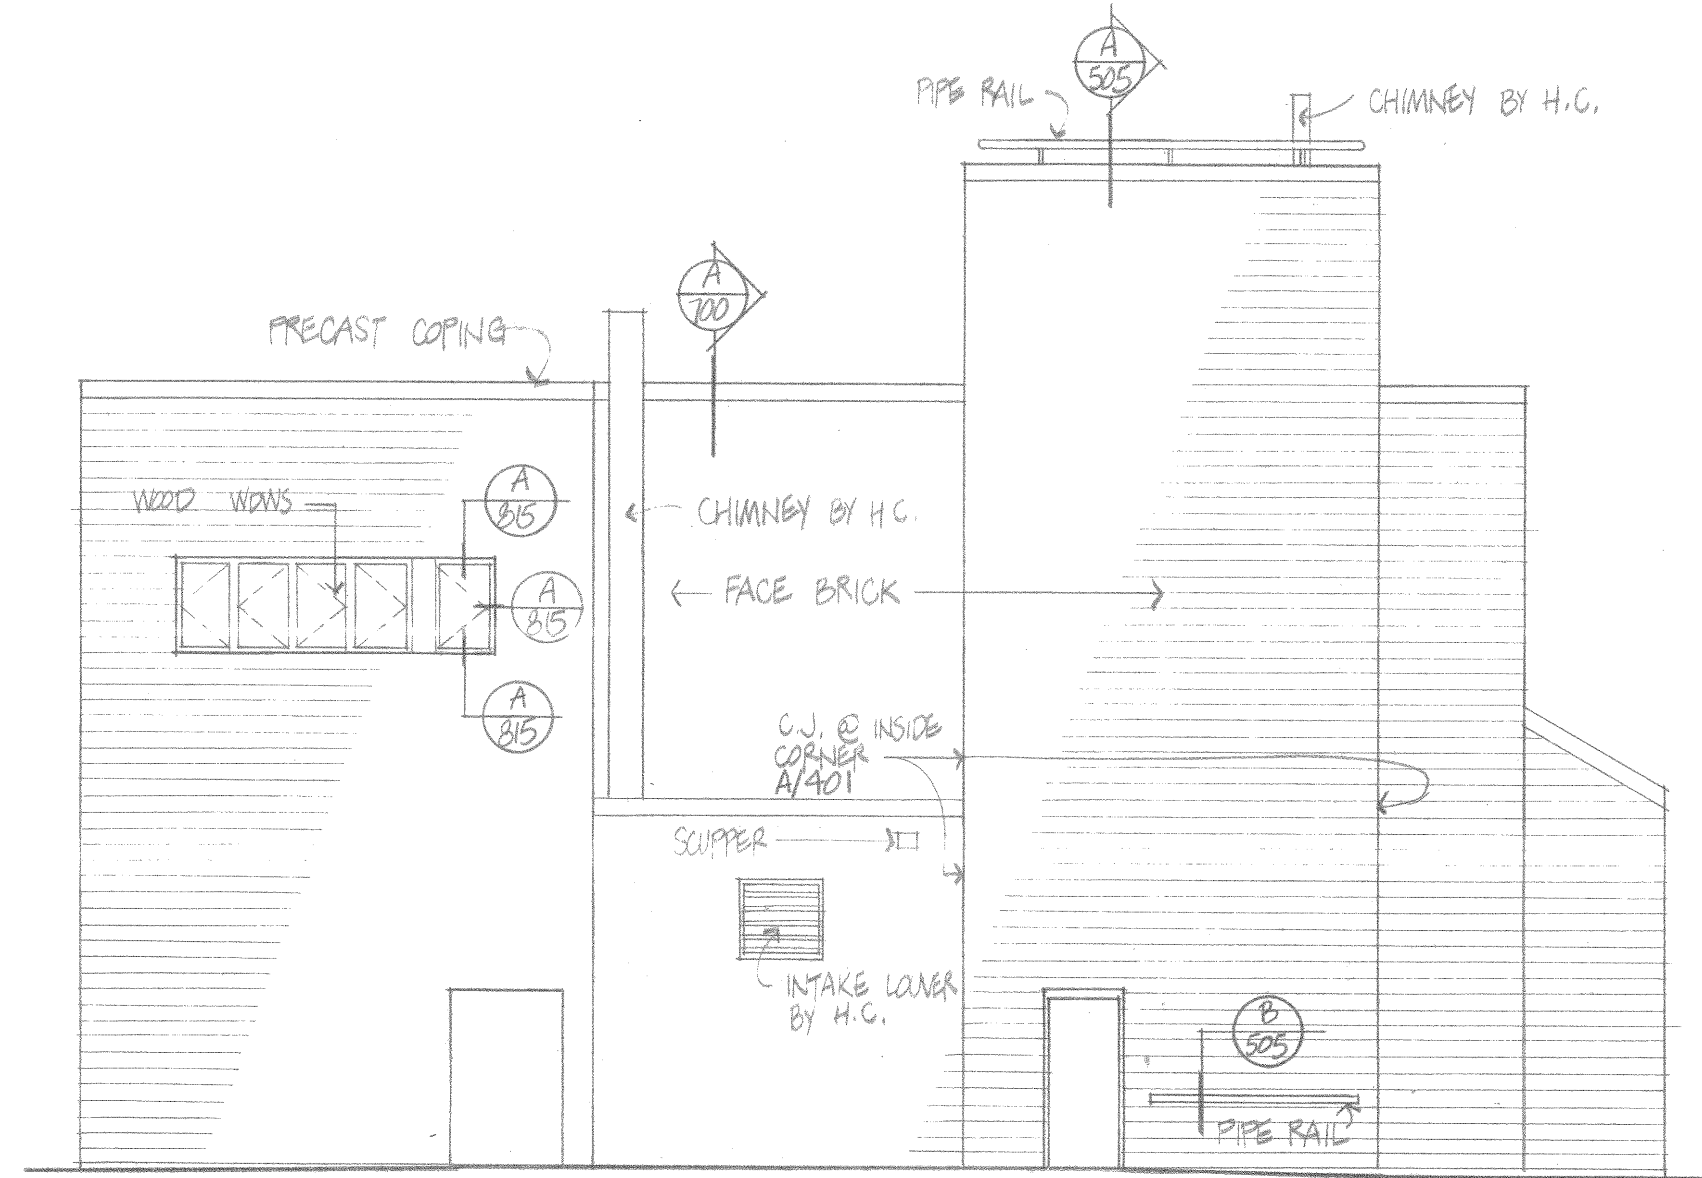 A
505
PIPE RAIL
CHIMNEY BY H.C.
A
700
PRECAST COPING
A
815
WOOD WDWS
CHIMNEY BY H.C.
A
815
FACE BRICK
A
815
C.J. @ INSIDE
CORNER
A/401
SCUPPER
INTAKE LOUVER
BY H.C.
B
505
PIPE RAIL